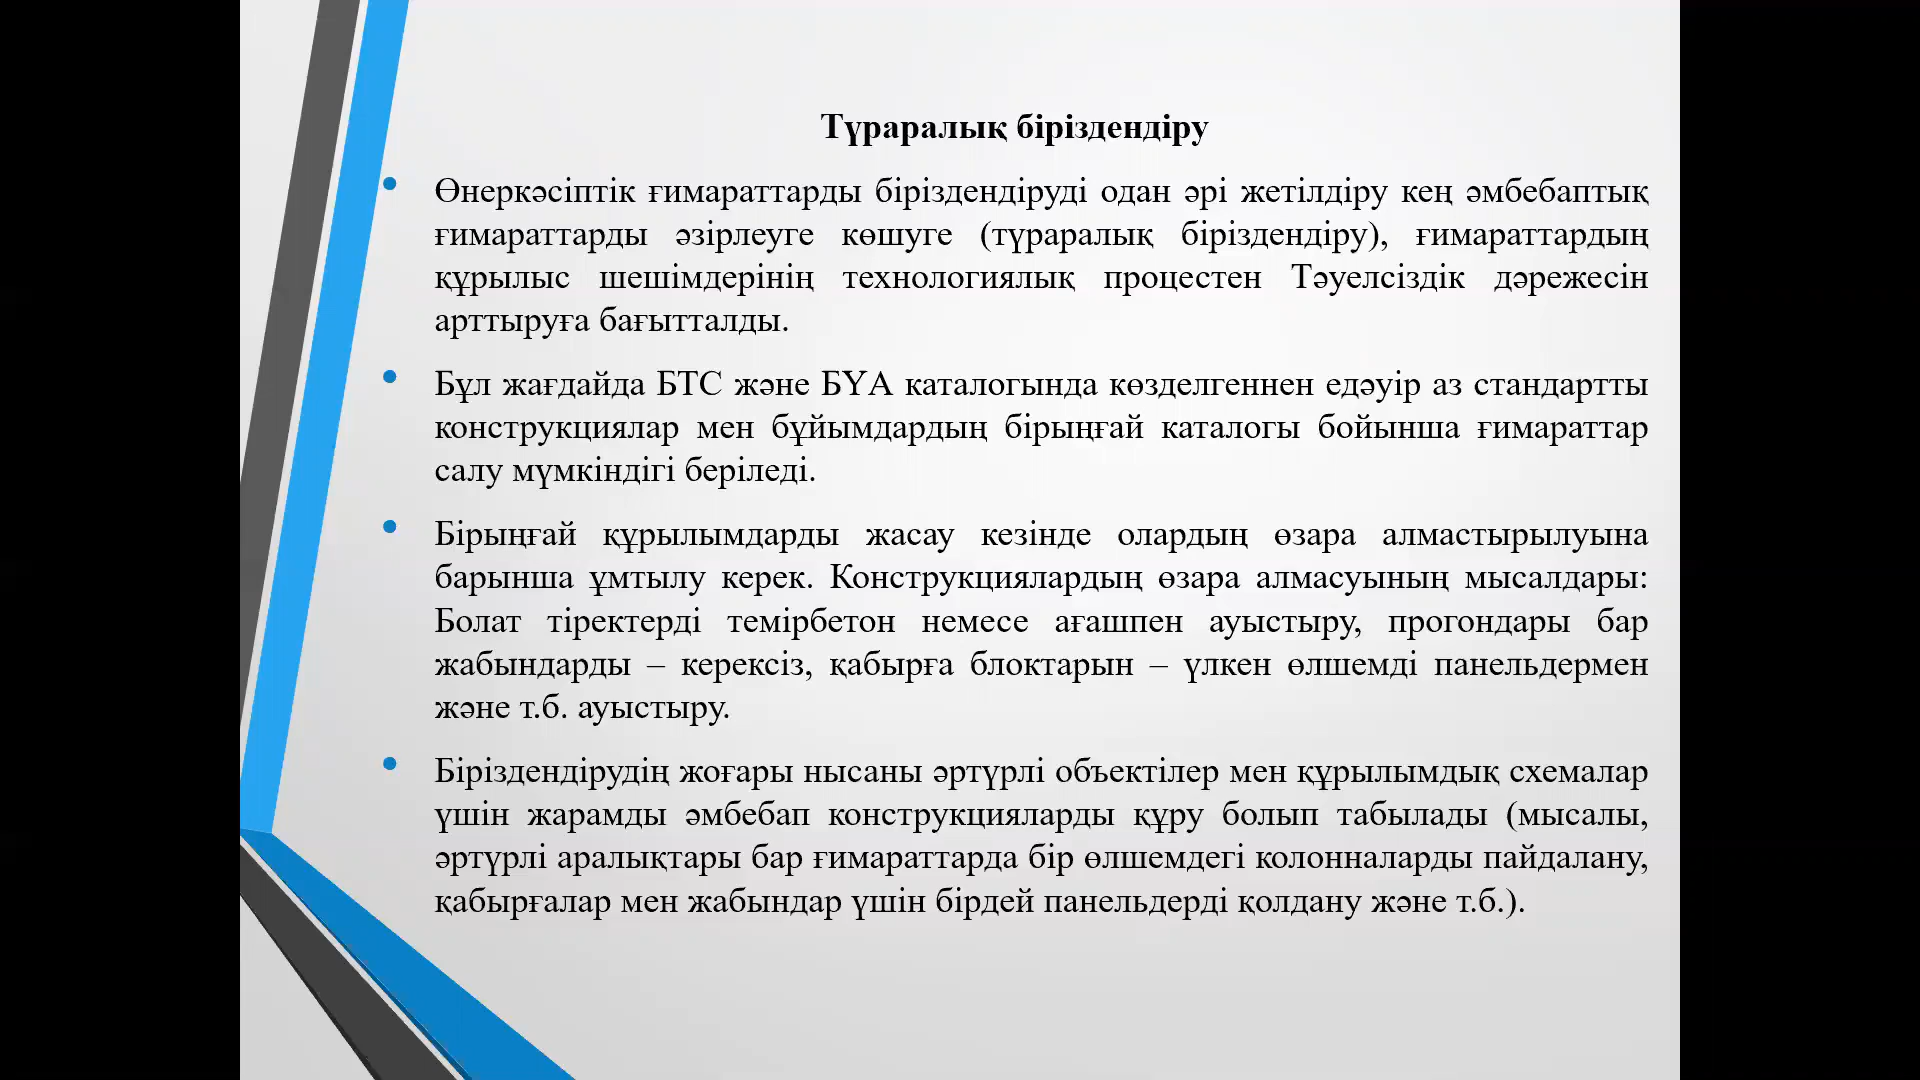 Түраралық біріздендіру
Өнеркәсіптік ғимараттарды біріздендіруді одан әрі жетілдіру кең әмбебаптық
ғимараттарды әзірлеуге көшуге (түраралық біріздендіру), ғимараттардың
құрылыс шешімдерінің технологиялық процестен Тәуелсіздік дәрежесін
арттыруға бағытталды.
Бұл жағдайда БТС және БҮА каталогында көзделгеннен едәуір аз стандартты
конструкциялар мен бұйымдардың бірыңғай каталогы бойынша ғимараттар
салу мүмкіндігі беріледі.
Бірыңғай құрылымдарды жасау кезінде олардың өзара алмастырылуына
барынша ұмтылу керек. Конструкциялардың өзара алмасуының мысалдары:
Болат тіректерді темірбетон немесе ағашпен ауыстыру, прогондары бар
жабындарды – керексіз, қабырға блоктарын – үлкен өлшемді панельдермен
және т.б. ауыстыру.
Біріздендірудің жоғары нысаны әртүрлі объектілер мен құрылымдық схемалар
үшін жарамды әмбебап конструкцияларды құру болып табылады (мысалы,
әртүрлі аралықтары бар ғимараттарда бір өлшемдегі колонналарды пайдалану,
қабырғалар мен жабындар үшін бірдей панельдерді қолдану және т.б.).